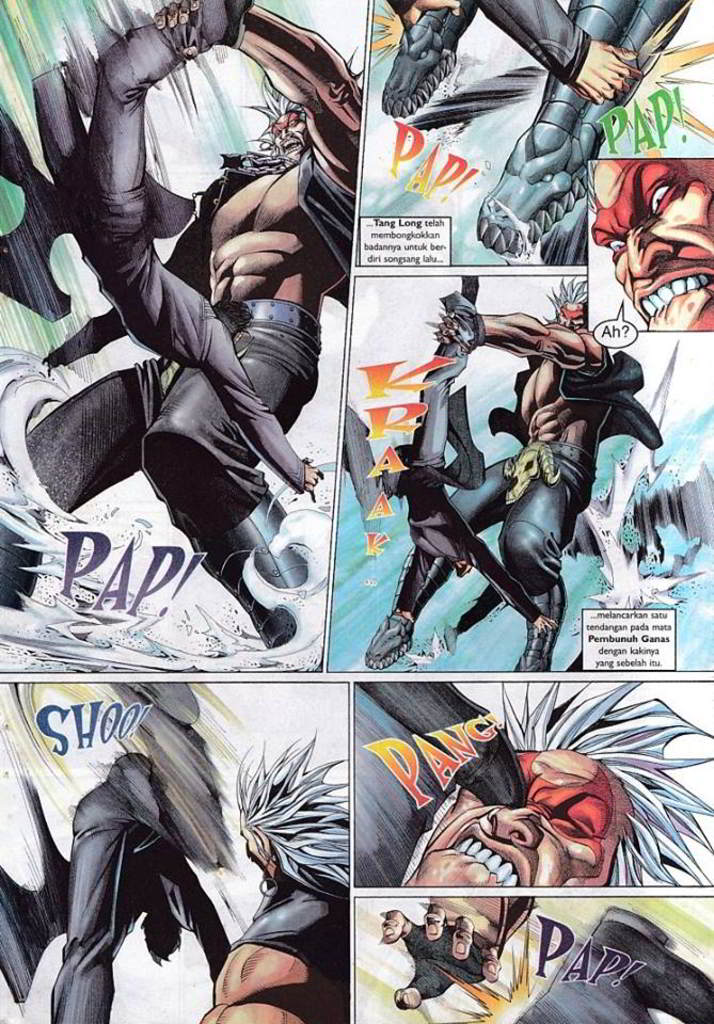 PAP!
PAP!
PAP!
...Tang Long telah
membongkokkan
badannya untuk ber-
diri songsang lalu...
Ah?
KRAAK...
...melancarkan satu
tendangan pada mata
Pembunuh Ganas
dengan kakinya
yang sebelah itu.
SHOO!
PANG!
PAP!